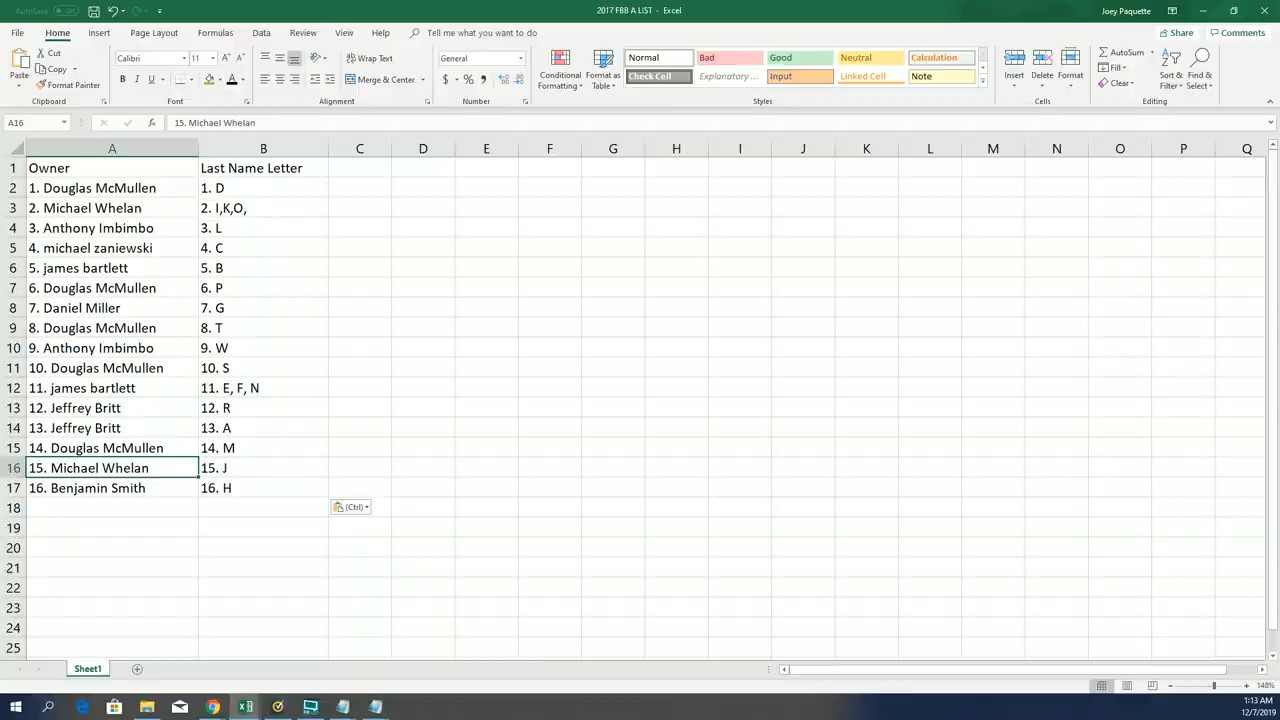 AutoSave Off
2017 FBB A LIST - Excel
Joey Paquette
File Home Insert Page Layout Formulas Data Review View Help Tell me what you want to do
Share Comments
Paste
Cut
Copy
Format Painter
Clipboard
Calibri 11
B I U
Font
Wrap Text
Merge & Center
Alignment
General
$ % ,
Number
Conditional Formatting
Format as Table
Normal Bad Good Neutral Calculation
Check Cell Explanatory ... Input Linked Cell Note
Styles
Insert Delete Format
Cells
AutoSum
Fill
Clear
Sort & Filter
Find & Select
Editing
A16 fx 15. Michael Whelan
A B C D E F G H I J K L M N O P Q
1 Owner Last Name Letter
2 1. Douglas McMullen 1. D
3 2. Michael Whelan 2. I,K,O,
4 3. Anthony Imbimbo 3. L
5 4. michael zaniewski 4. C
6 5. james bartlett 5. B
7 6. Douglas McMullen 6. P
8 7. Daniel Miller 7. G
9 8. Douglas McMullen 8. T
10 9. Anthony Imbimbo 9. W
11 10. Douglas McMullen 10. S
12 11. james bartlett 11. E, F, N
13 12. Jeffrey Britt 12. R
14 13. Jeffrey Britt 13. A
15 14. Douglas McMullen 14. M
16 15. Michael Whelan 15. J
17 16. Benjamin Smith 16. H
18 (Ctrl)
19
20
21
22
23
24
25
Sheet1
148%
1:13 AM
12/7/2019